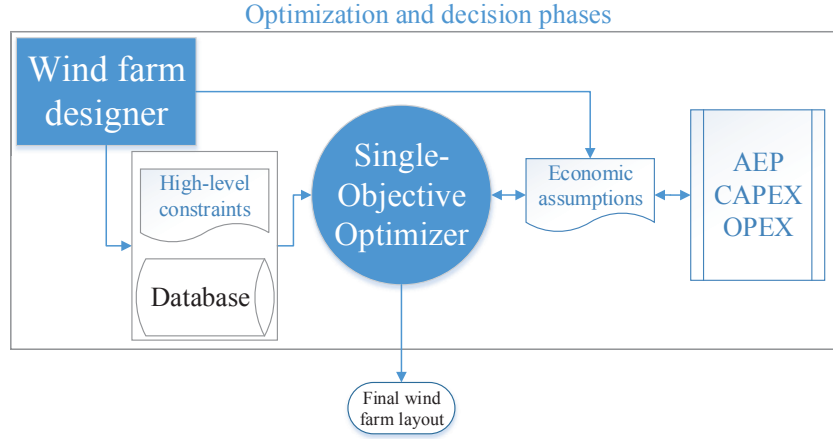 Optimization and decision phases
Wind farm
designer
High-level
constraints
Database
Single-
Objective
Optimizer
Economic
assumptions
AEP
CAPEX
OPEX
Final wind
farm layout